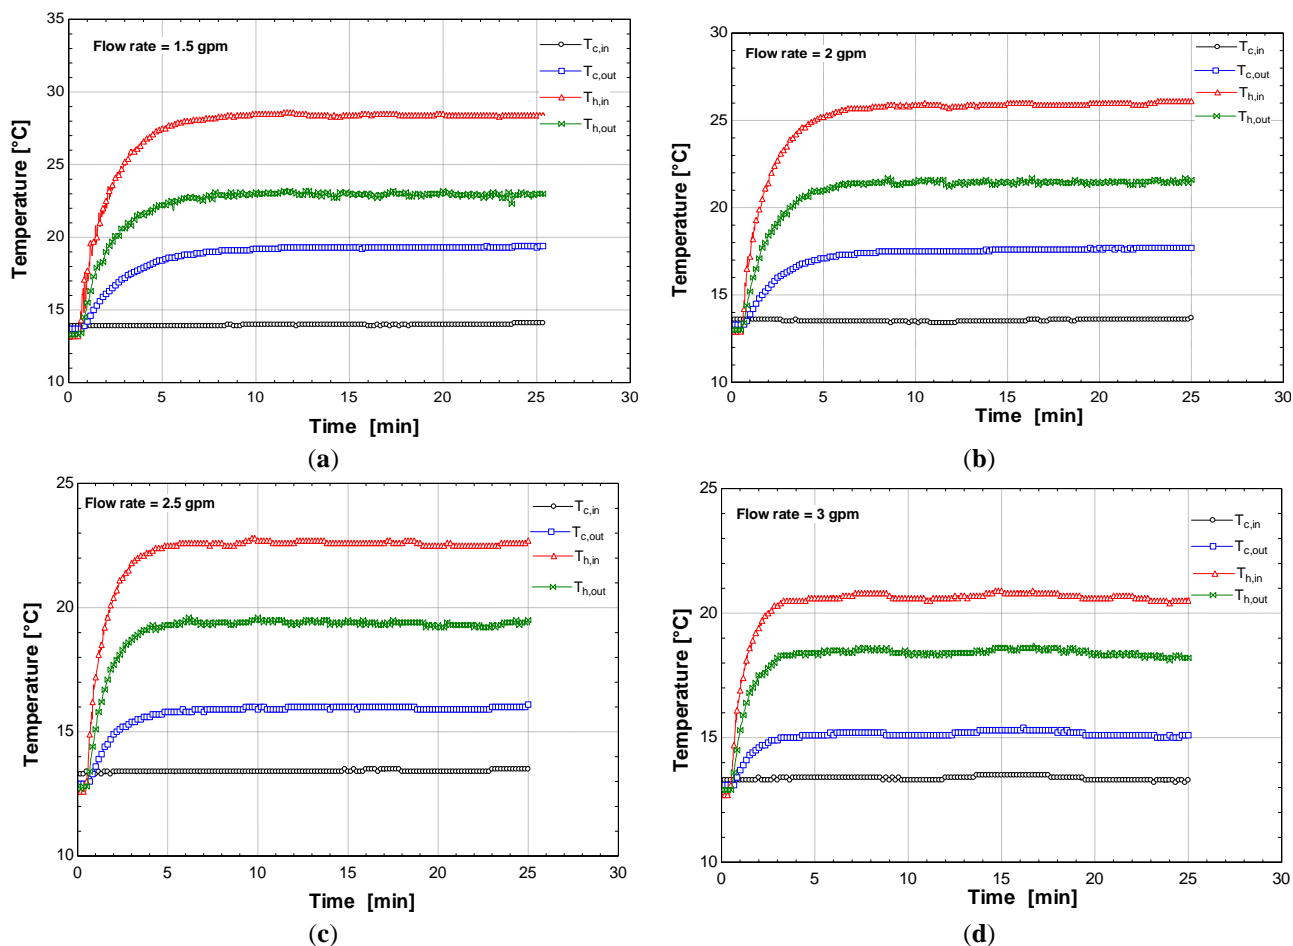 Flow rate = 1.5 gpm
T_c,in
T_c,out
T_h,in
T_h,out
Temperature [°C]
35
30
25
20
15
10
0
5
10
15
20
25
30
Time [min]
(a)
Flow rate = 2 gpm
T_c,in
T_c,out
T_h,in
T_h,out
Temperature [°C]
30
25
20
15
10
0
5
10
15
20
25
30
Time [min]
(b)
Flow rate = 2.5 gpm
T_c,in
T_c,out
T_h,in
T_h,out
Temperature [°C]
25
20
15
10
0
5
10
15
20
25
30
Time [min]
(c)
Flow rate = 3 gpm
T_c,in
T_c,out
T_h,in
T_h,out
Temperature [°C]
25
20
15
10
0
5
10
15
20
25
30
Time [min]
(d)